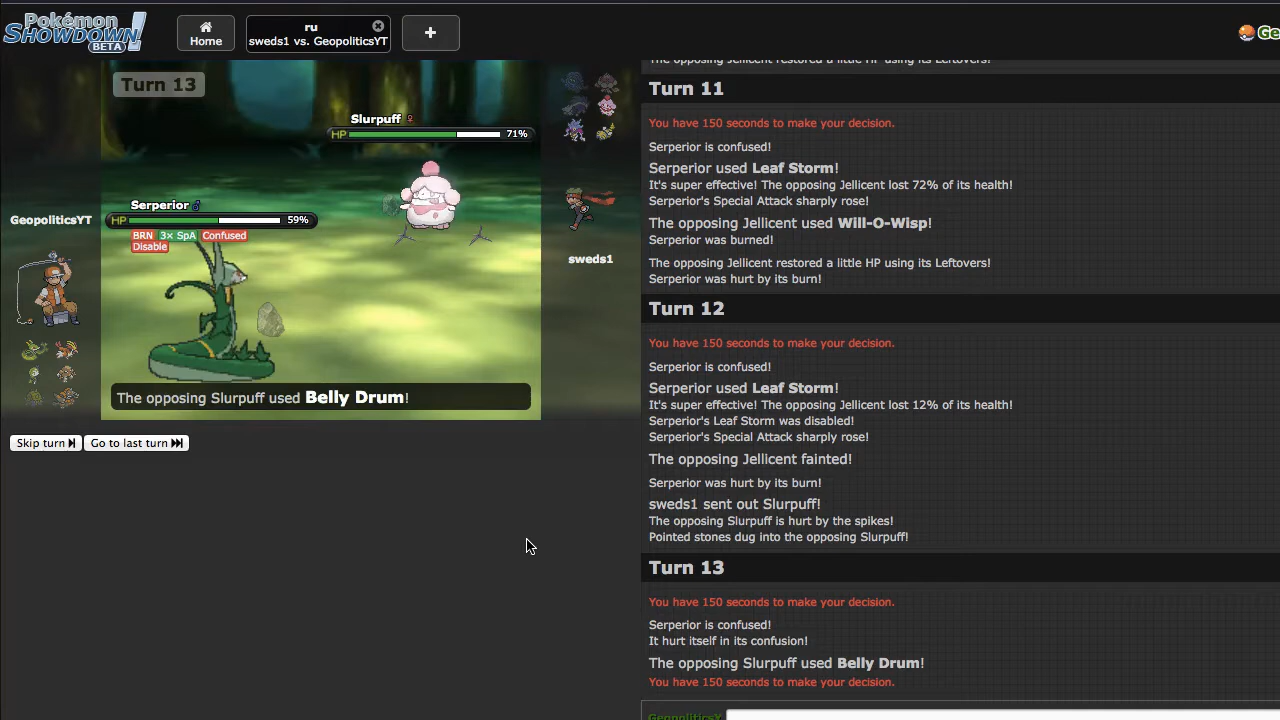 Pokémon
SHOWDOWN!
BETA
Home
ru
sweds1 vs. GeopoliticsYT
+
Ge
Turn 13
Slurpuff ♀
HP 71%
Serperior ♂
HP 59%
BRN 3× SpA Confused
Disable
GeopoliticsYT
sweds1
The opposing Slurpuff used Belly Drum!
Skip turn
Go to last turn
The opposing Jellicent restored a little HP using its Leftovers!
Turn 11
You have 150 seconds to make your decision.
Serperior is confused!
Serperior used Leaf Storm!
It's super effective! The opposing Jellicent lost 72% of its health!
Serperior's Special Attack sharply rose!
The opposing Jellicent used Will-O-Wisp!
Serperior was burned!
The opposing Jellicent restored a little HP using its Leftovers!
Serperior was hurt by its burn!
Turn 12
You have 150 seconds to make your decision.
Serperior is confused!
Serperior used Leaf Storm!
It's super effective! The opposing Jellicent lost 12% of its health!
Serperior's Leaf Storm was disabled!
Serperior's Special Attack sharply rose!
The opposing Jellicent fainted!
Serperior was hurt by its burn!
sweds1 sent out Slurpuff!
The opposing Slurpuff is hurt by the spikes!
Pointed stones dug into the opposing Slurpuff!
Turn 13
You have 150 seconds to make your decision.
Serperior is confused!
It hurt itself in its confusion!
The opposing Slurpuff used Belly Drum!
You have 150 seconds to make your decision.
GeopoliticsY